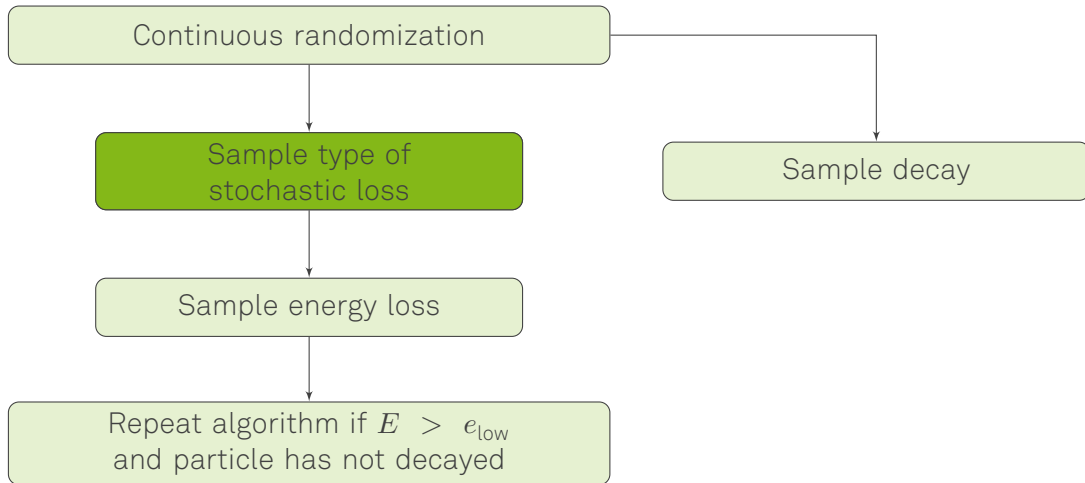 Continuous randomization
Sample type of
stochastic loss
Sample decay
Sample energy loss
Repeat algorithm if E > e_low
and particle has not decayed